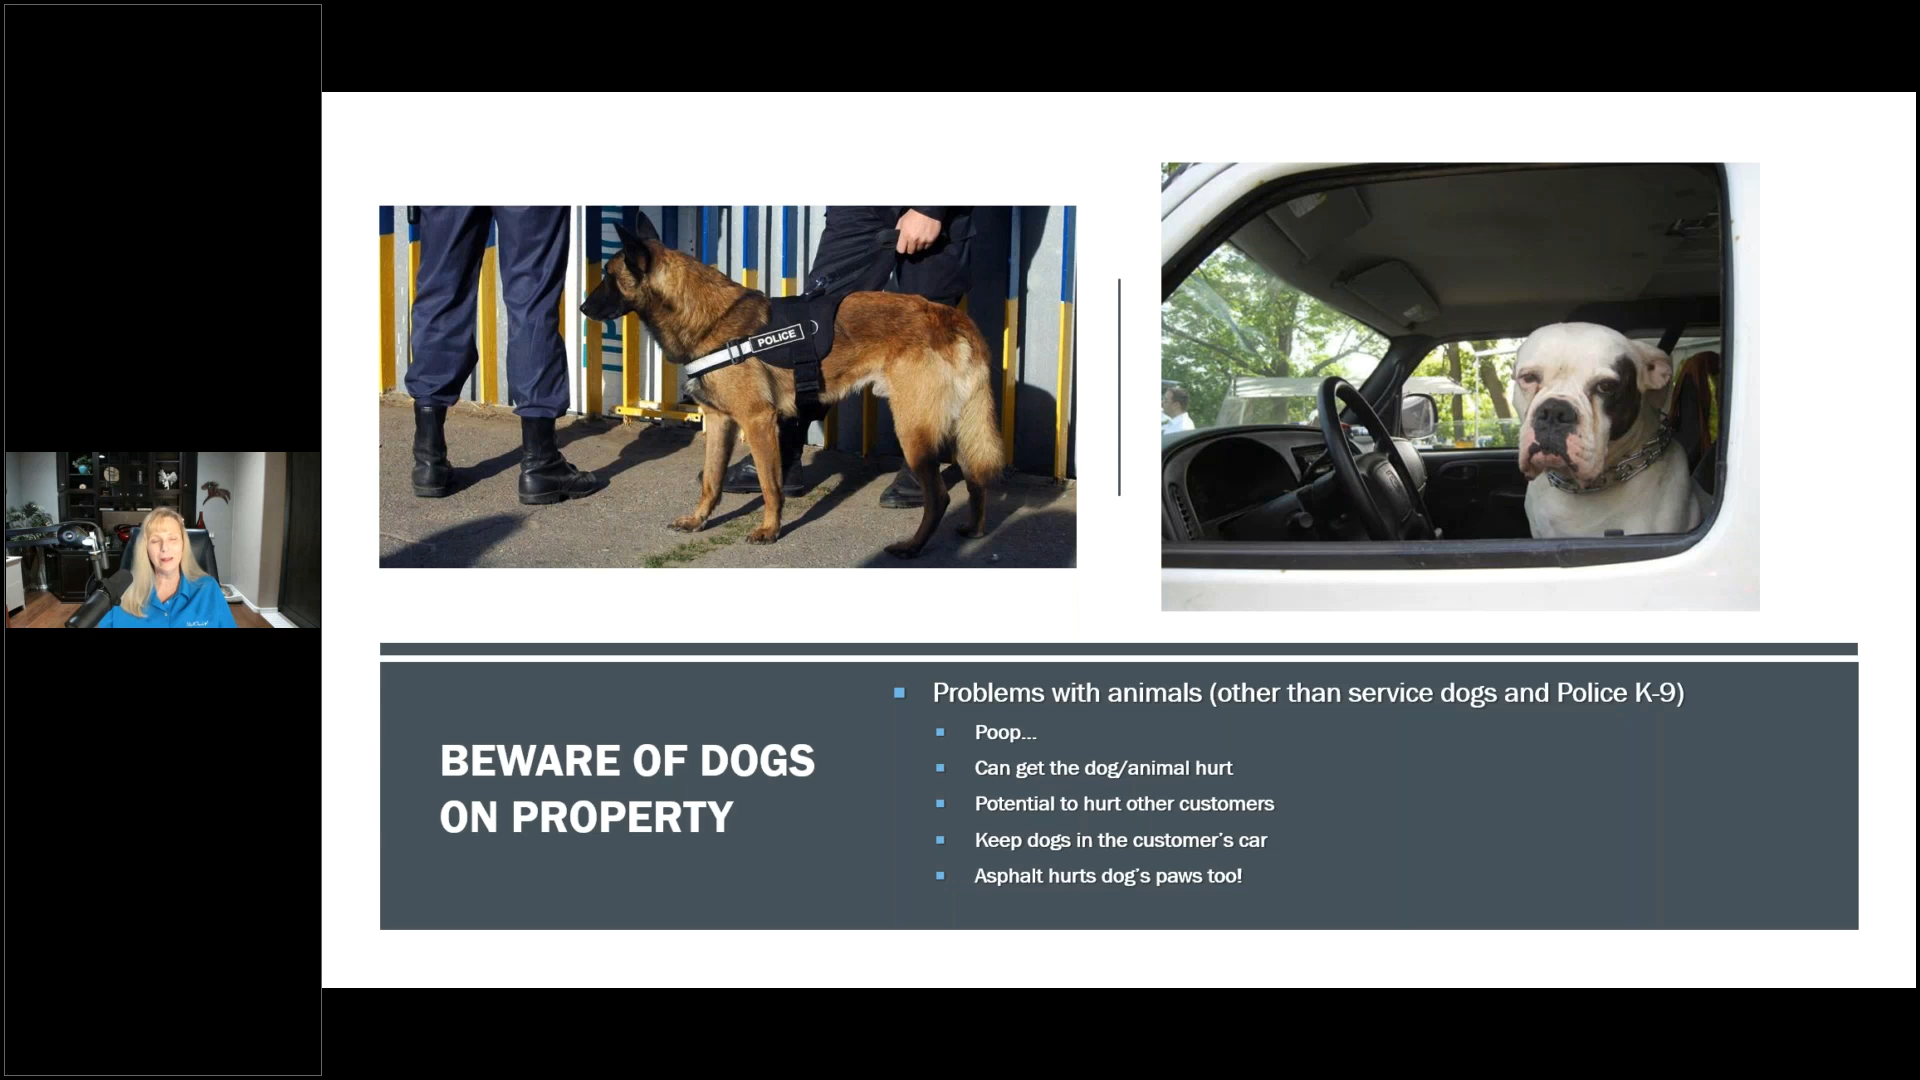 POLICE
BEWARE OF DOGS
ON PROPERTY
Problems with animals (other than service dogs and Police K-9)
Poop...
Can get the dog/animal hurt
Potential to hurt other customers
Keep dogs in the customer's car
Asphalt hurts dog's paws too!